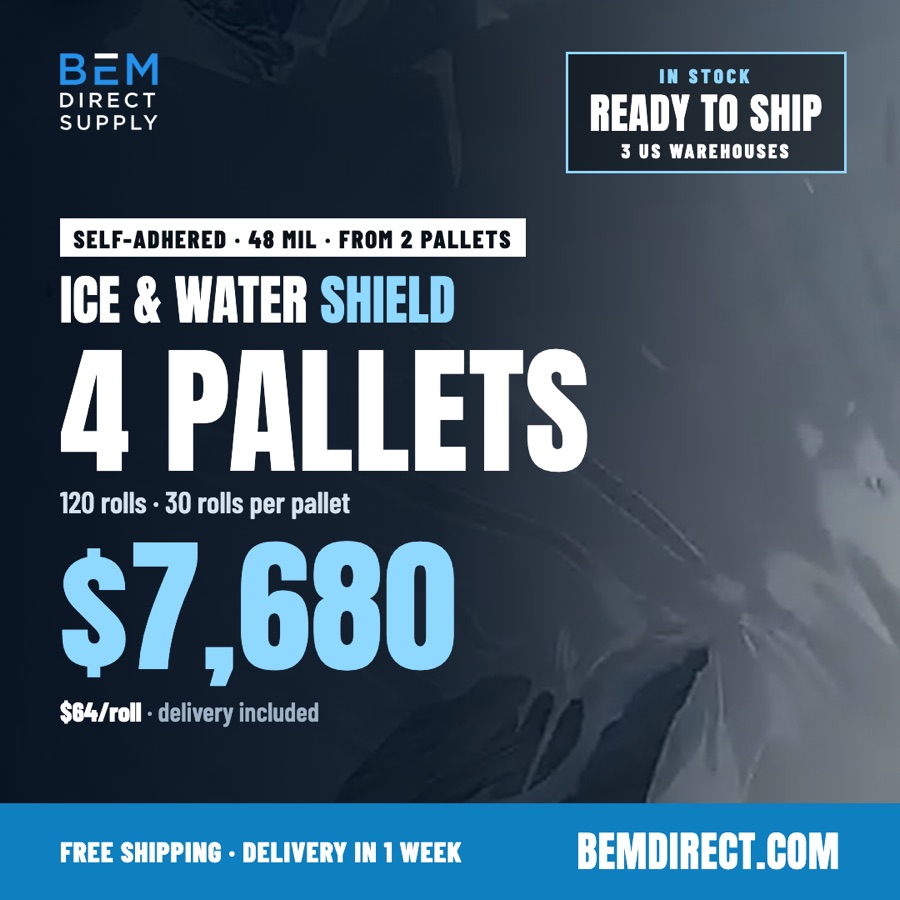 BEM
DIRECT
SUPPLY
IN STOCK
READY TO SHIP
3 US WAREHOUSES
SELF-ADHERED · 48 MIL · FROM 2 PALLETS
ICE & WATER SHIELD
4 PALLETS
120 rolls · 30 rolls per pallet
$7,680
$64/roll · delivery included
FREE SHIPPING · DELIVERY IN 1 WEEK
BEMDIRECT.COM